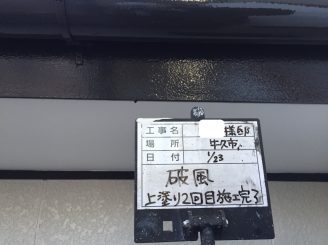 工事名 様邸
場所 牛久市
日付 1/23
破風
上塗り2回目施工完了